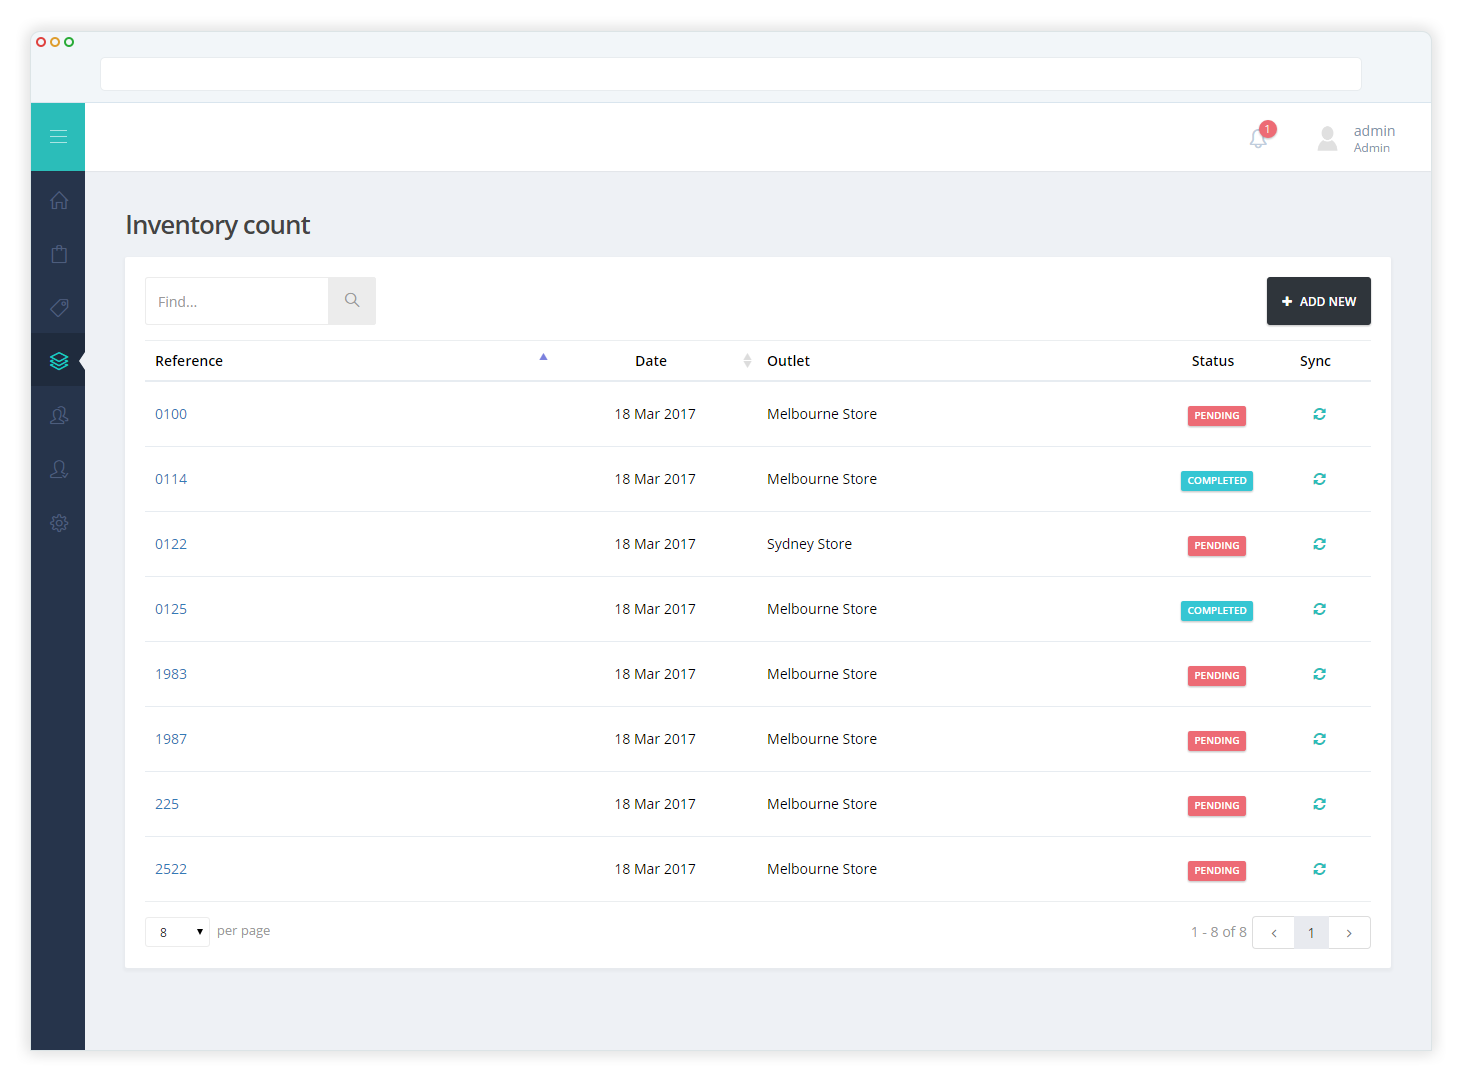 1
admin
Admin
Inventory count
Find...
ADD NEW
Reference Date Outlet Status Sync
0100 18 Mar 2017 Melbourne Store PENDING
0114 18 Mar 2017 Melbourne Store COMPLETED
0122 18 Mar 2017 Sydney Store PENDING
0125 18 Mar 2017 Melbourne Store COMPLETED
1983 18 Mar 2017 Melbourne Store PENDING
1987 18 Mar 2017 Melbourne Store PENDING
225 18 Mar 2017 Melbourne Store PENDING
2522 18 Mar 2017 Melbourne Store PENDING
8 per page 1 - 8 of 8 1